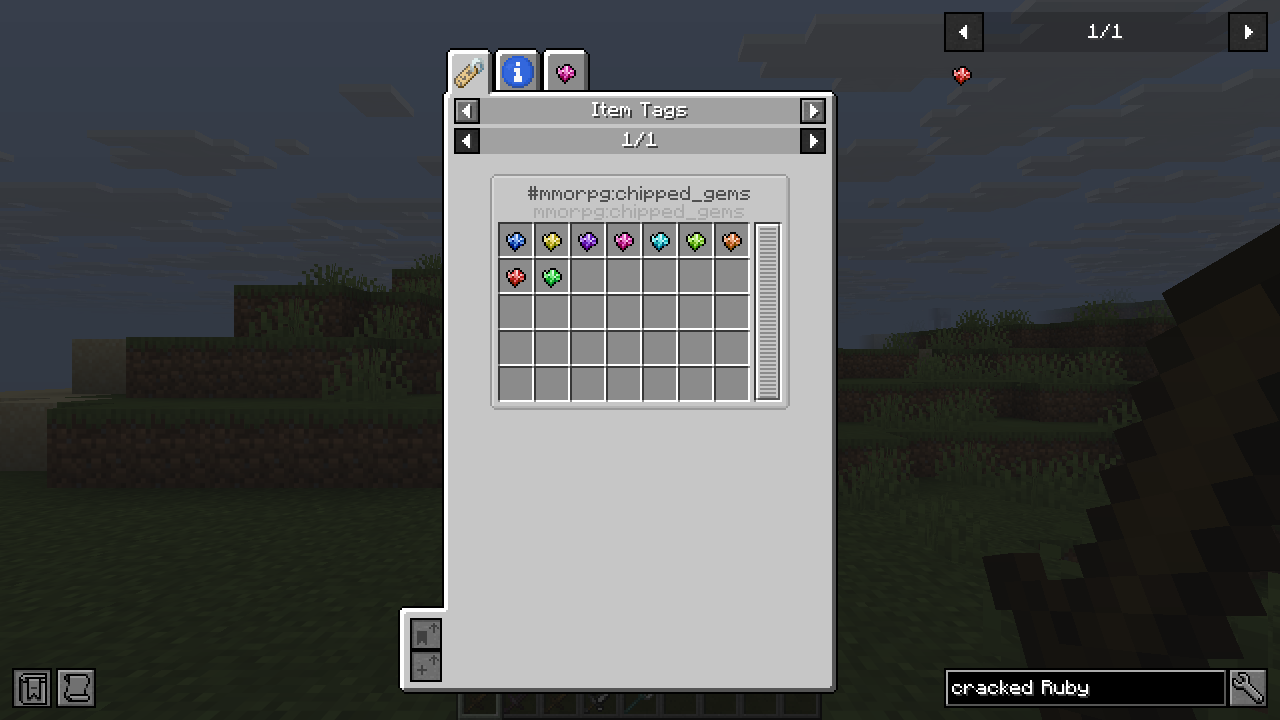 1/1
Item Tags
1/1
#mmorpg:chipped_gems
mmorpg:chipped_gems
cracked Ruby